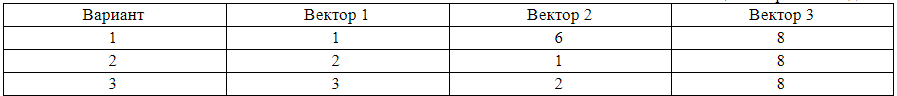 Вариант Вектор 1 Вектор 2 Вектор 3
1 1 6 8
2 2 1 8
3 3 2 8